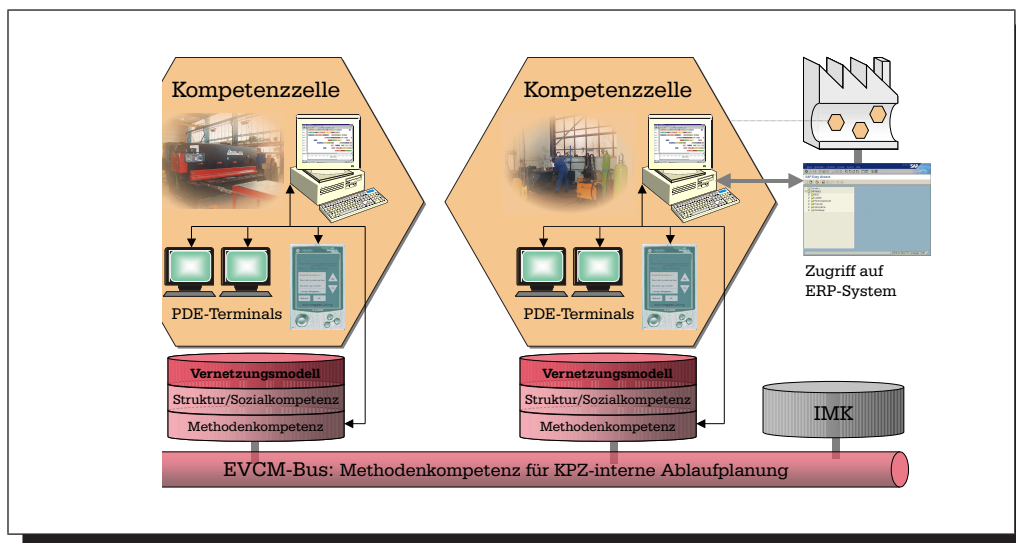 Kompetenzzelle
PDE-Terminals
Vernetzungsmodell
Struktur/Sozialkompetenz
Methodenkompetenz
Kompetenzzelle
PDE-Terminals
Vernetzungsmodell
Struktur/Sozialkompetenz
Methodenkompetenz
Zugriff auf
ERP-System
IMK
EVCM-Bus: Methodenkompetenz für KPZ-interne Ablaufplanung